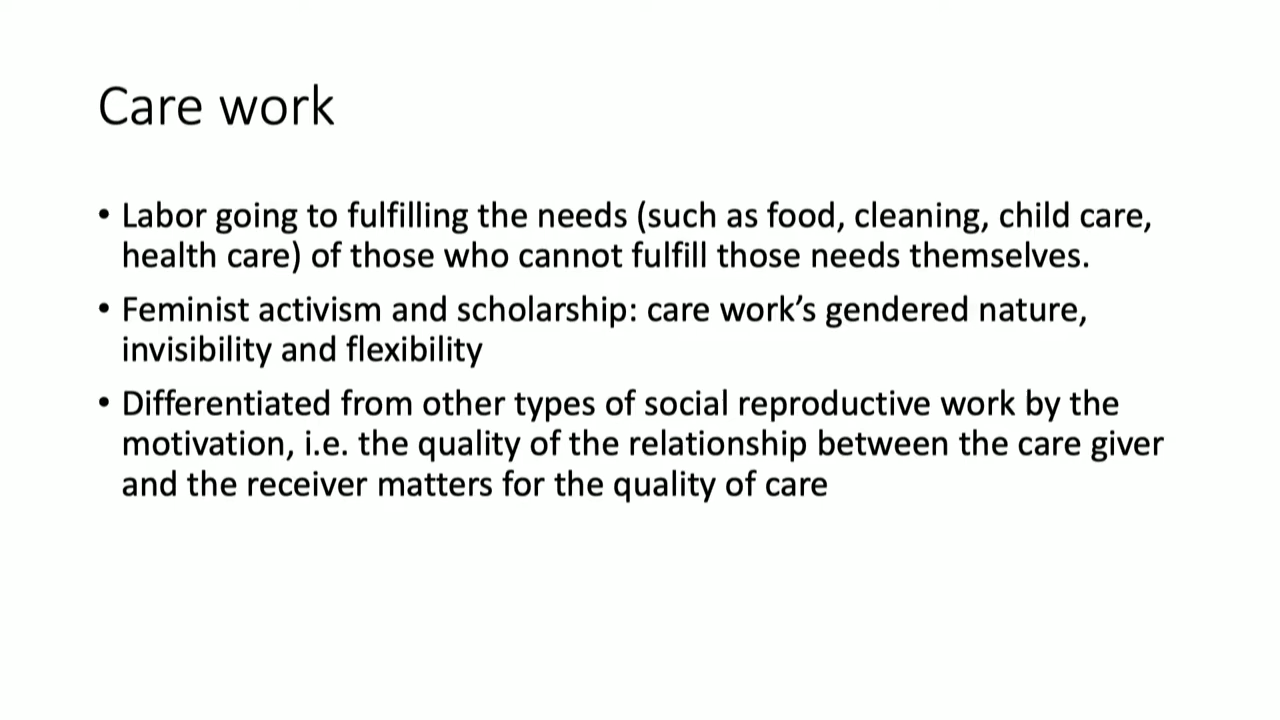 Care work
• Labor going to fulfilling the needs (such as food, cleaning, child care,
health care) of those who cannot fulfill those needs themselves.
• Feminist activism and scholarship: care work’s gendered nature,
invisibility and flexibility
• Differentiated from other types of social reproductive work by the
motivation, i.e. the quality of the relationship between the care giver
and the receiver matters for the quality of care